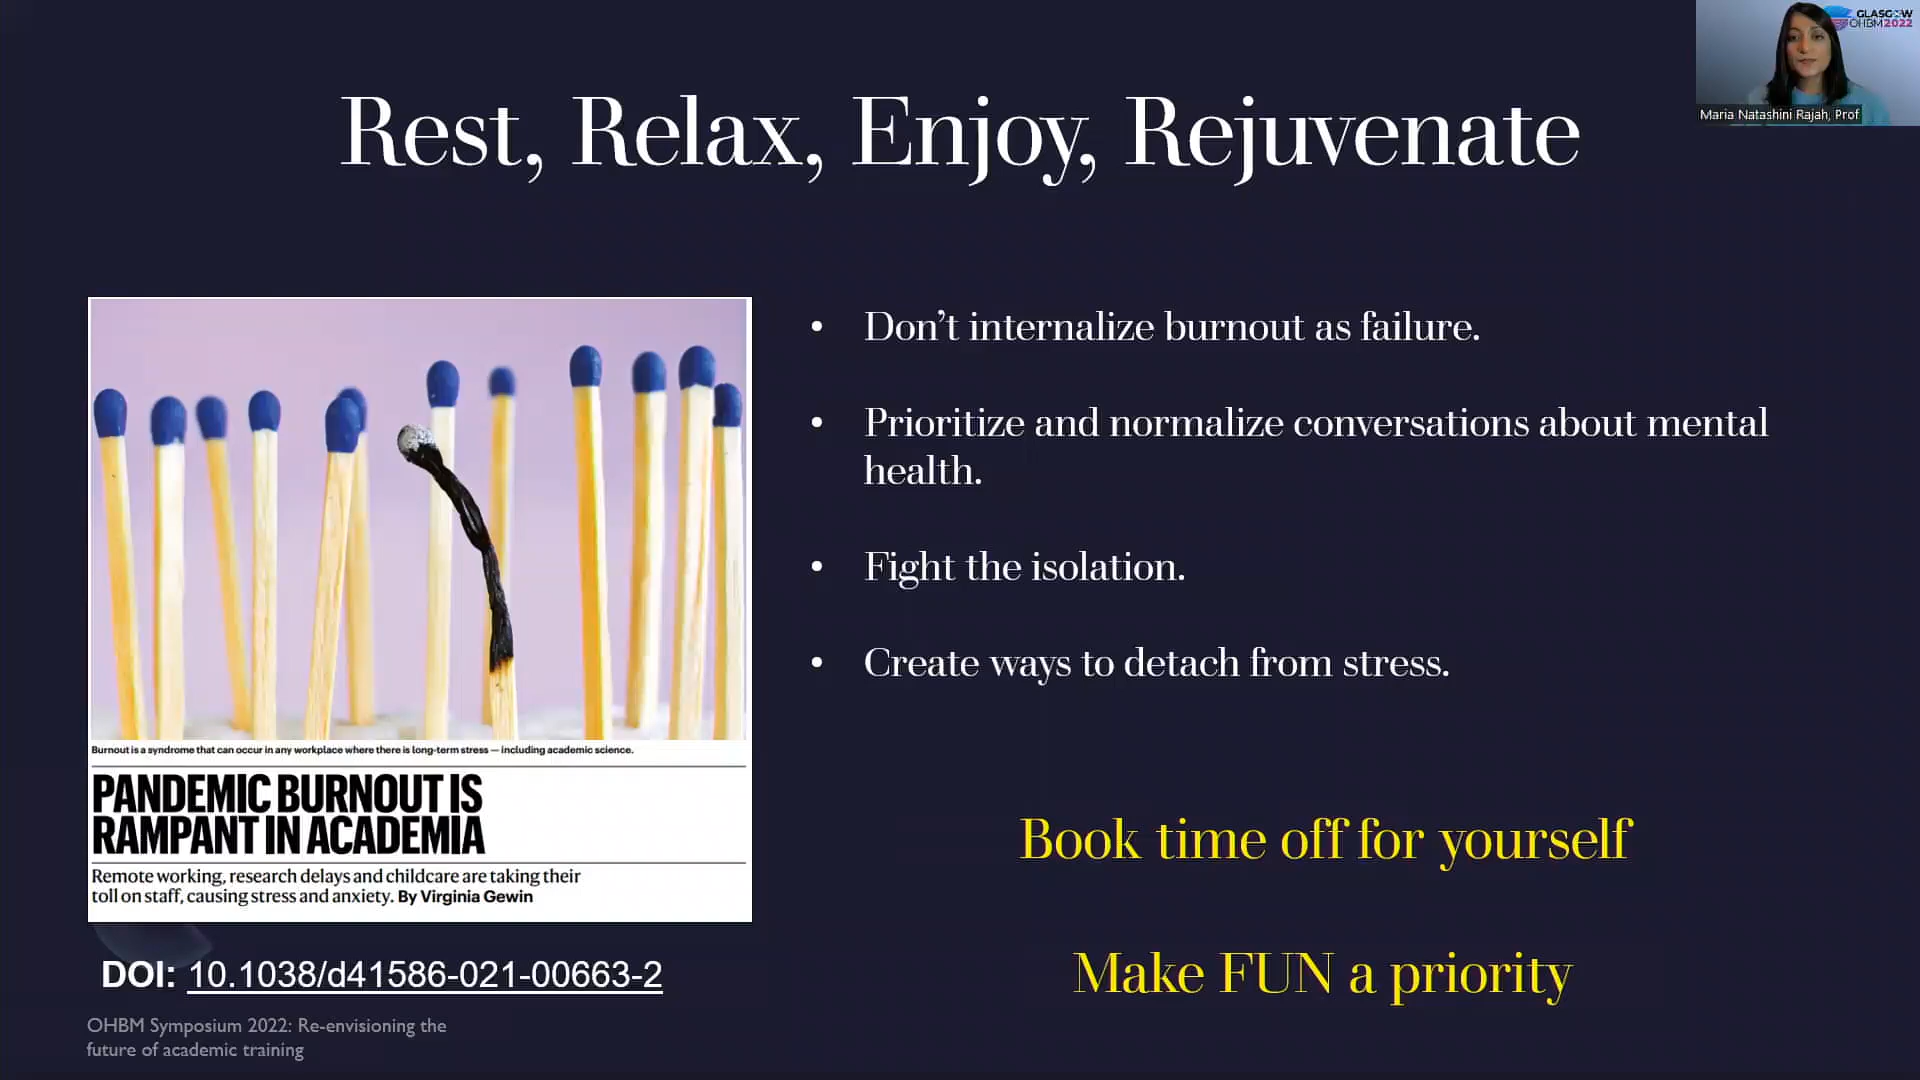 GLASGOW
OHBM2022
Maria Natashini Rajah, Prof
Rest, Relax, Enjoy, Rejuvenate
Burnout is a syndrome that can occur in any workplace where there is long-term stress — including academic science.
PANDEMIC BURNOUT IS
RAMPANT IN ACADEMIA
Remote working, research delays and childcare are taking their
toll on staff, causing stress and anxiety. By Virginia Gewin
DOI: 10.1038/d41586-021-00663-2
OHBM Symposium 2022: Re-envisioning the
future of academic training
• Don’t internalize burnout as failure.
• Prioritize and normalize conversations about mental
health.
• Fight the isolation.
• Create ways to detach from stress.
Book time off for yourself
Make FUN a priority